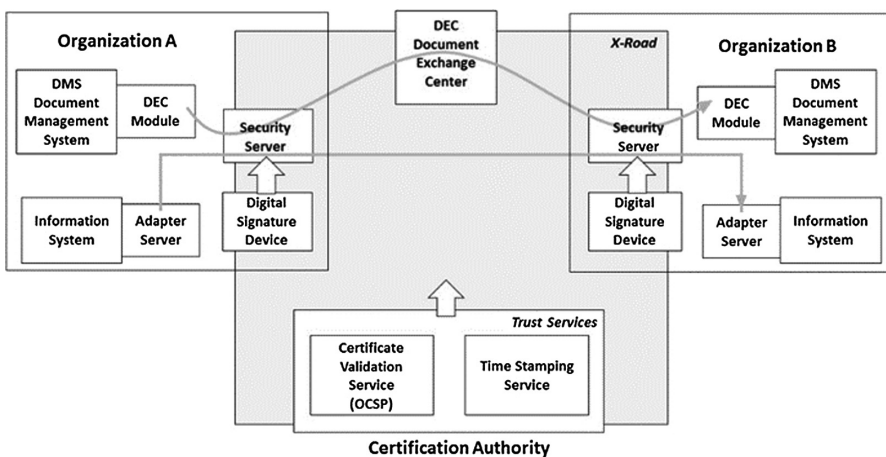 Organization A
DMS
Document
Management
System
DEC
Module
Security
Server
Information
System
Adapter
Server
Digital
Signature
Device
DEC
Document
Exchange
Center
X-Road
Organization B
Security
Server
DEC
Module
DMS
Document
Management
System
Digital
Signature
Device
Adapter
Server
Information
System
Trust Services
Certificate
Validation
Service
(OCSP)
Time Stamping
Service
Certification Authority